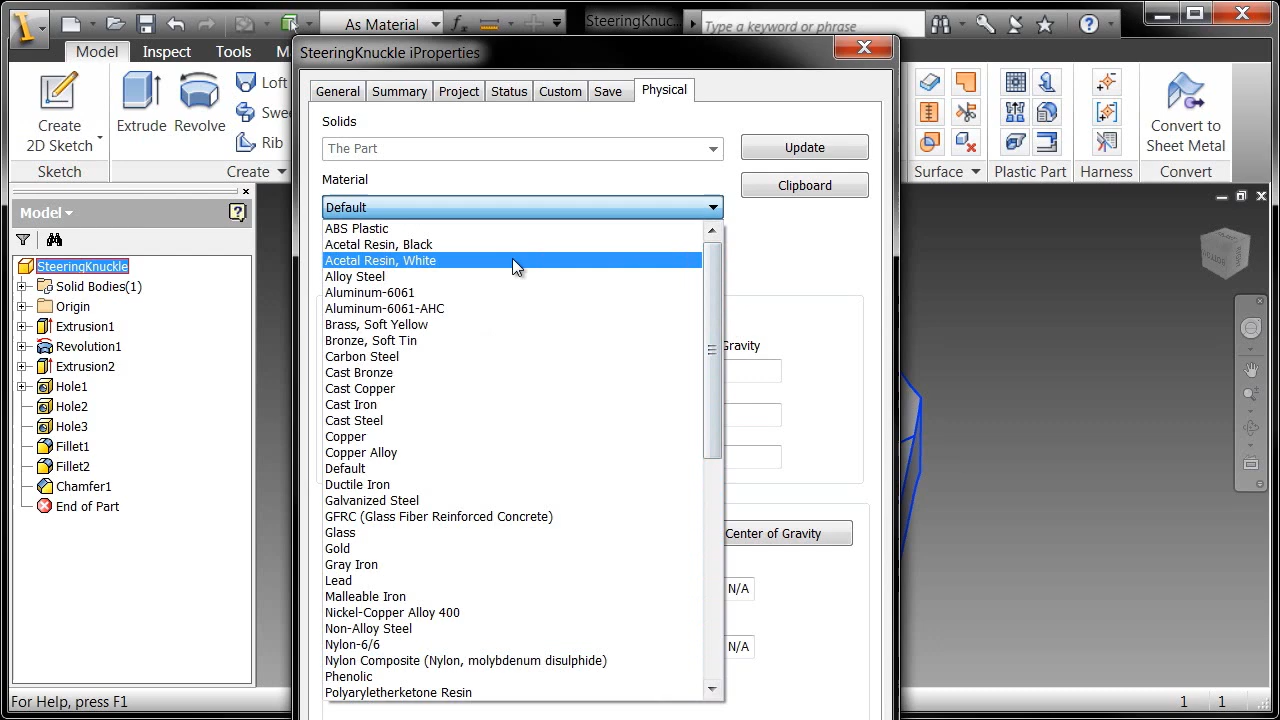 As Material
SteeringKnuc...
Type a keyword or phrase
Model
Inspect
Tools
M
SteeringKnuckle iProperties
Create
2D Sketch
Extrude
Revolve
Loft
Swee
Rib
Sketch
Create
Surface
Plastic Part
Harness
Convert to
Sheet Metal
Convert
General
Summary
Project
Status
Custom
Save
Physical
Solids
The Part
Update
Material
Clipboard
Default
ABS Plastic
Acetal Resin, Black
Acetal Resin, White
Alloy Steel
Aluminum-6061
Aluminum-6061-AHC
Brass, Soft Yellow
Bronze, Soft Tin
Carbon Steel
Cast Bronze
Cast Copper
Cast Iron
Cast Steel
Copper
Copper Alloy
Default
Ductile Iron
Galvanized Steel
GFRC (Glass Fiber Reinforced Concrete)
Glass
Gold
Gray Iron
Lead
Malleable Iron
Nickel-Copper Alloy 400
Non-Alloy Steel
Nylon-6/6
Nylon Composite (Nylon, molybdenum disulphide)
Phenolic
Polyaryletherketone Resin
Gravity
Center of Gravity
N/A
N/A
Model
SteeringKnuckle
Solid Bodies(1)
Origin
Extrusion1
Revolution1
Extrusion2
Hole1
Hole2
Hole3
Fillet1
Fillet2
Chamfer1
End of Part
For Help, press F1
1
1